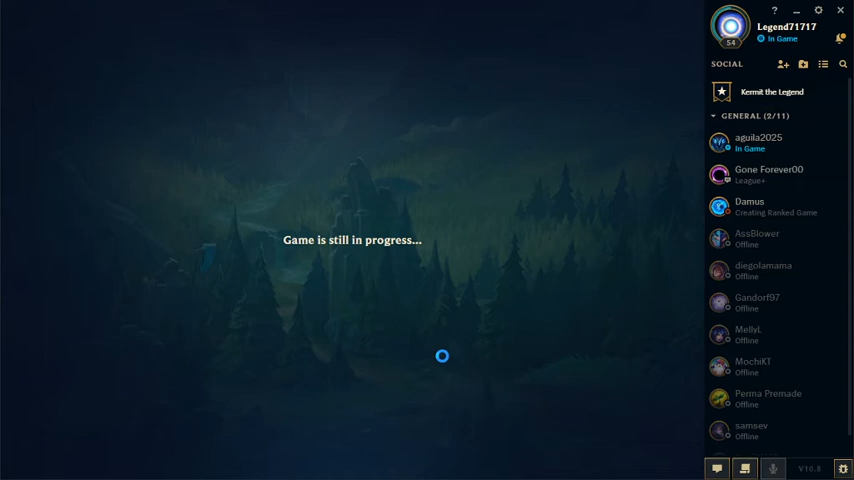 ?
Legend71717
54
In Game
SOCIAL
Kermit the Legend
GENERAL (2/11)
aguila2025
In Game
Gone Forever00
League+
Damus
Creating Ranked Game
AssBlower
Offline
diegolamama
Offline
Gandorf97
Offline
MellyL
Offline
MochiKT
Offline
Perma Premade
Offline
samsev
Offline
Game is still in progress...
V10.8